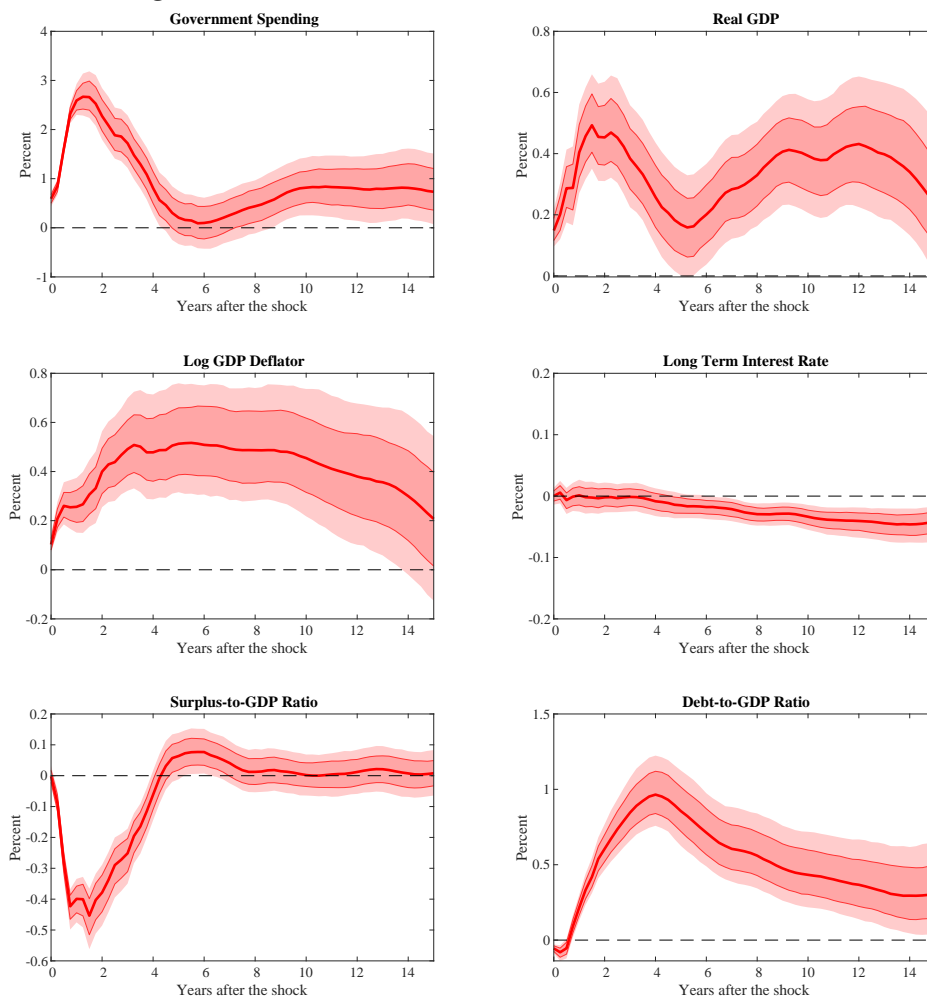 Government Spending
4
3
2
1
0
-1
Percent
0 2 4 6 8 10 12 14
Years after the shock
Real GDP
0.8
0.6
0.4
0.2
0
Percent
0 2 4 6 8 10 12 14
Years after the shock
Log GDP Deflator
0.8
0.6
0.4
0.2
0
-0.2
Percent
0 2 4 6 8 10 12 14
Years after the shock
Long Term Interest Rate
0.2
0.1
0
-0.1
-0.2
Percent
0 2 4 6 8 10 12 14
Years after the shock
Surplus-to-GDP Ratio
0.2
0.1
0
-0.1
-0.2
-0.3
-0.4
-0.5
-0.6
Percent
0 2 4 6 8 10 12 14
Years after the shock
Debt-to-GDP Ratio
1.5
1
0.5
0
Percent
0 2 4 6 8 10 12 14
Years after the shock